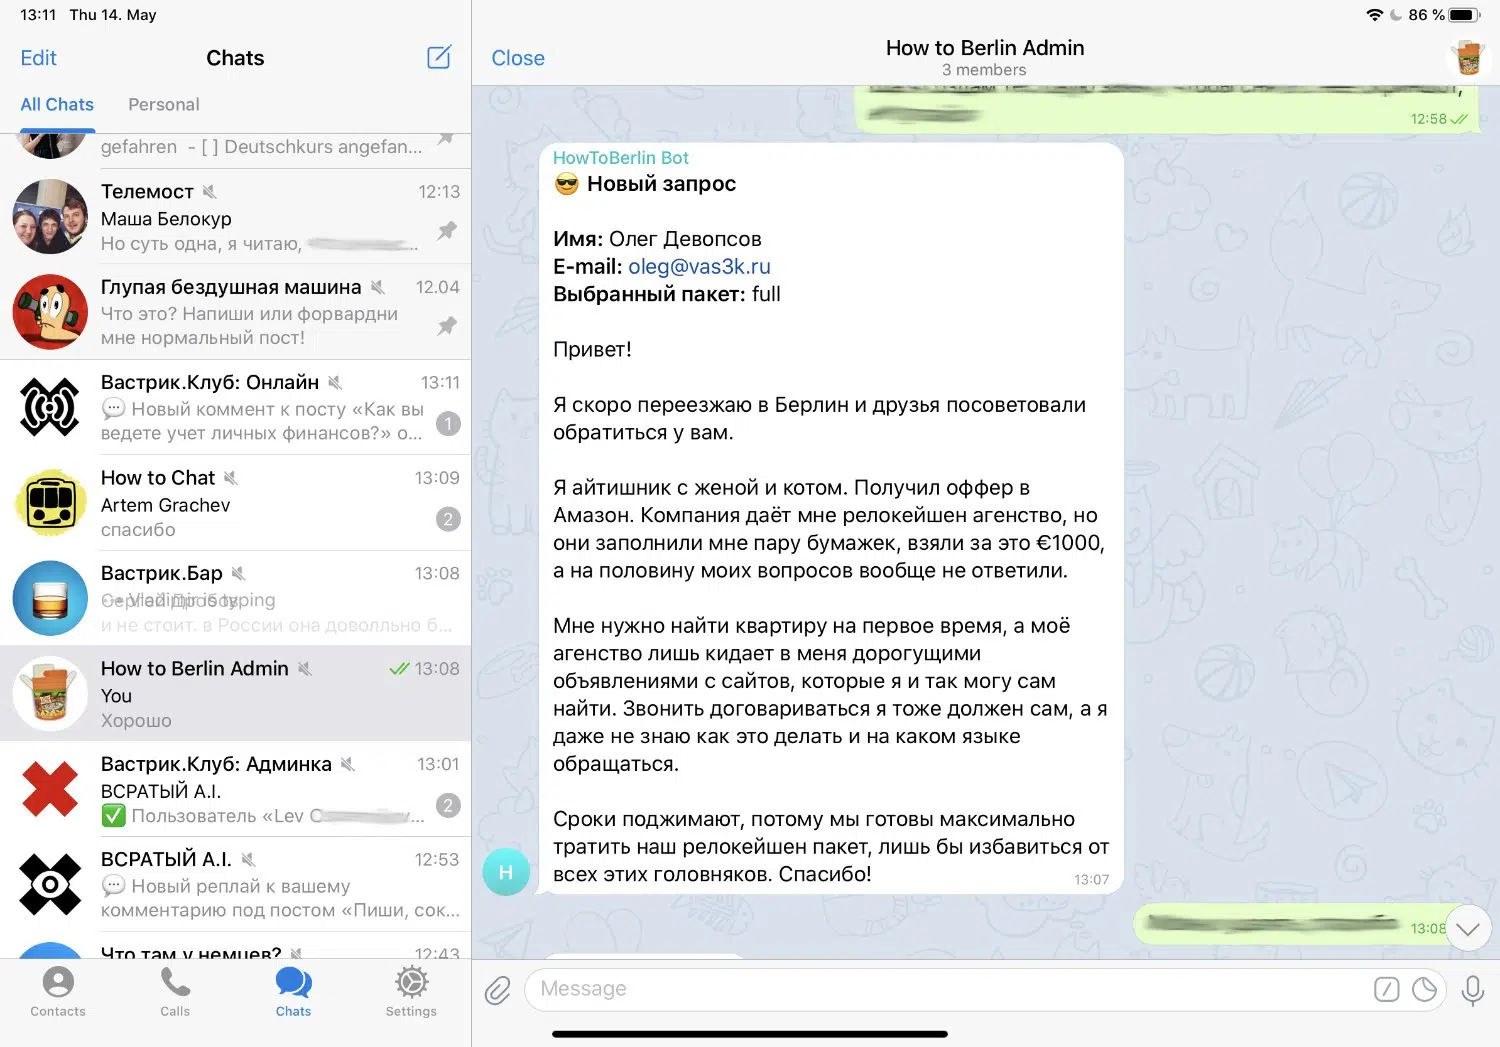 13:11 Thu 14. May
86 %
Edit
Chats
All Chats
Personal
gefahren - [ ] Deutschkurs angefan...
Телемост
12:13
Маша Белокур
Но суть одна, я читаю,
...
Глупая бездушная машина
12.04
Что это? Напиши или форвардни
мне нормальный пост!
Вастрик.Клуб: Онлайн
13:11
Новый коммент к посту «Как вы
ведете учет личных финансов?» о...
1
How to Chat
13:09
Artem Grachev
спасибо
2
Вастрик.Бар
13:08
Vladimir is typing
и не стоит. в России она довольно б...
How to Berlin Admin
13:08
You
Хорошо
Вастрик.Клуб: Админка
13:01
ВСРАТЫЙ A.I.
Пользователь «Lev
...
2
ВСРАТЫЙ A.I.
12:53
Новый реплай к вашему
комментарию под постом «Пиши, сок...
Что там у немцев?
12:43
Contacts
Calls
Chats
Settings
Close
How to Berlin Admin
3 members
12:58
HowToBerlin Bot
😎 Новый запрос
Имя: Олег Девопсов
E-mail: oleg@vas3k.ru
Выбранный пакет: full
Привет!
Я скоро переезжаю в Берлин и друзья посоветовали
обратиться у вам.
Я айтишник с женой и котом. Получил оффер в
Амазон. Компания даёт мне релокейшен агенство, но
они заполнили мне пару бумажек, взяли за это €1000,
а на половину моих вопросов вообще не ответили.
Мне нужно найти квартиру на первое время, а моё
агенство лишь кидает в меня дорогущими
объявлениями с сайтов, которые я и так могу сам
найти. Звонить договариваться я тоже должен сам, а я
даже не знаю как это делать и на каком языке
обращаться.
Сроки поджимают, потому мы готовы максимально
тратить наш релокейшен пакет, лишь бы избавиться от
всех этих головняков. Спасибо!
13:07
H
13:08
Message